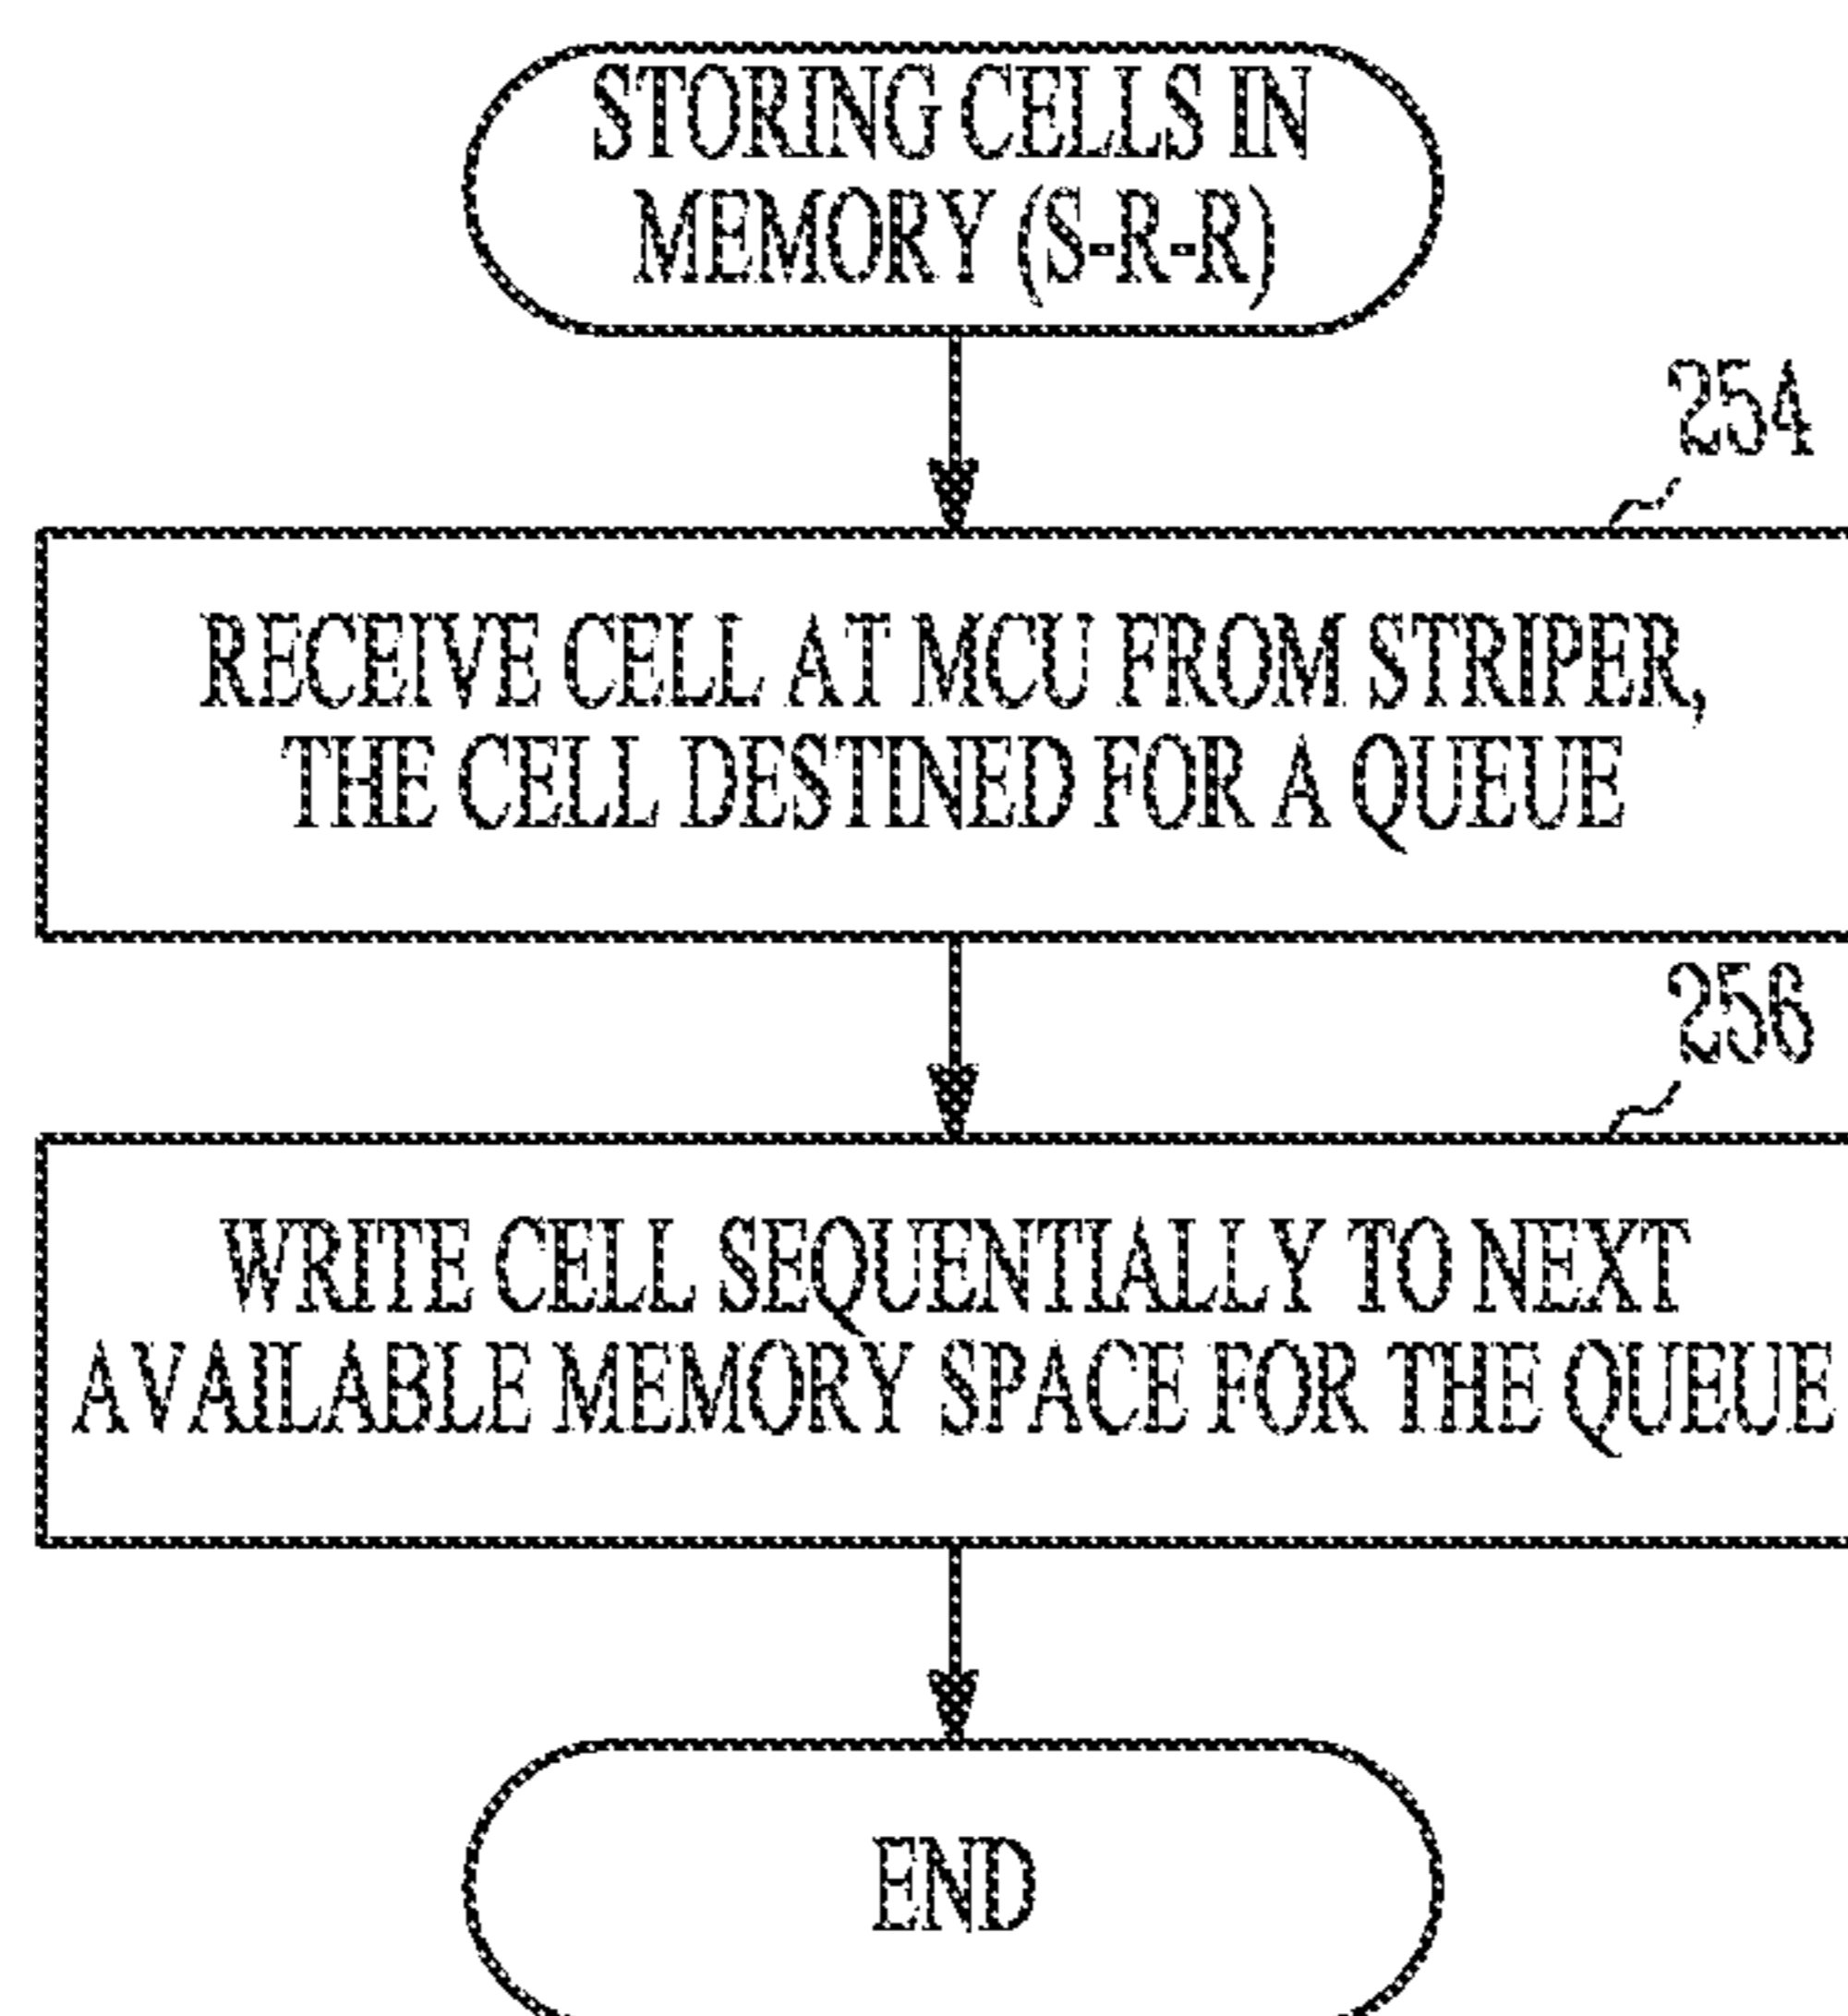 STORING CELLS IN
MEMORY (S-R-R)
254
RECEIVE CELL AT MCU FROM STRIPER,
THE CELL DESTINED FOR A QUEUE
256
WRITE CELL SEQUENTIALLY TO NEXT
AVAILABLE MEMORY SPACE FOR THE QUEUE
END